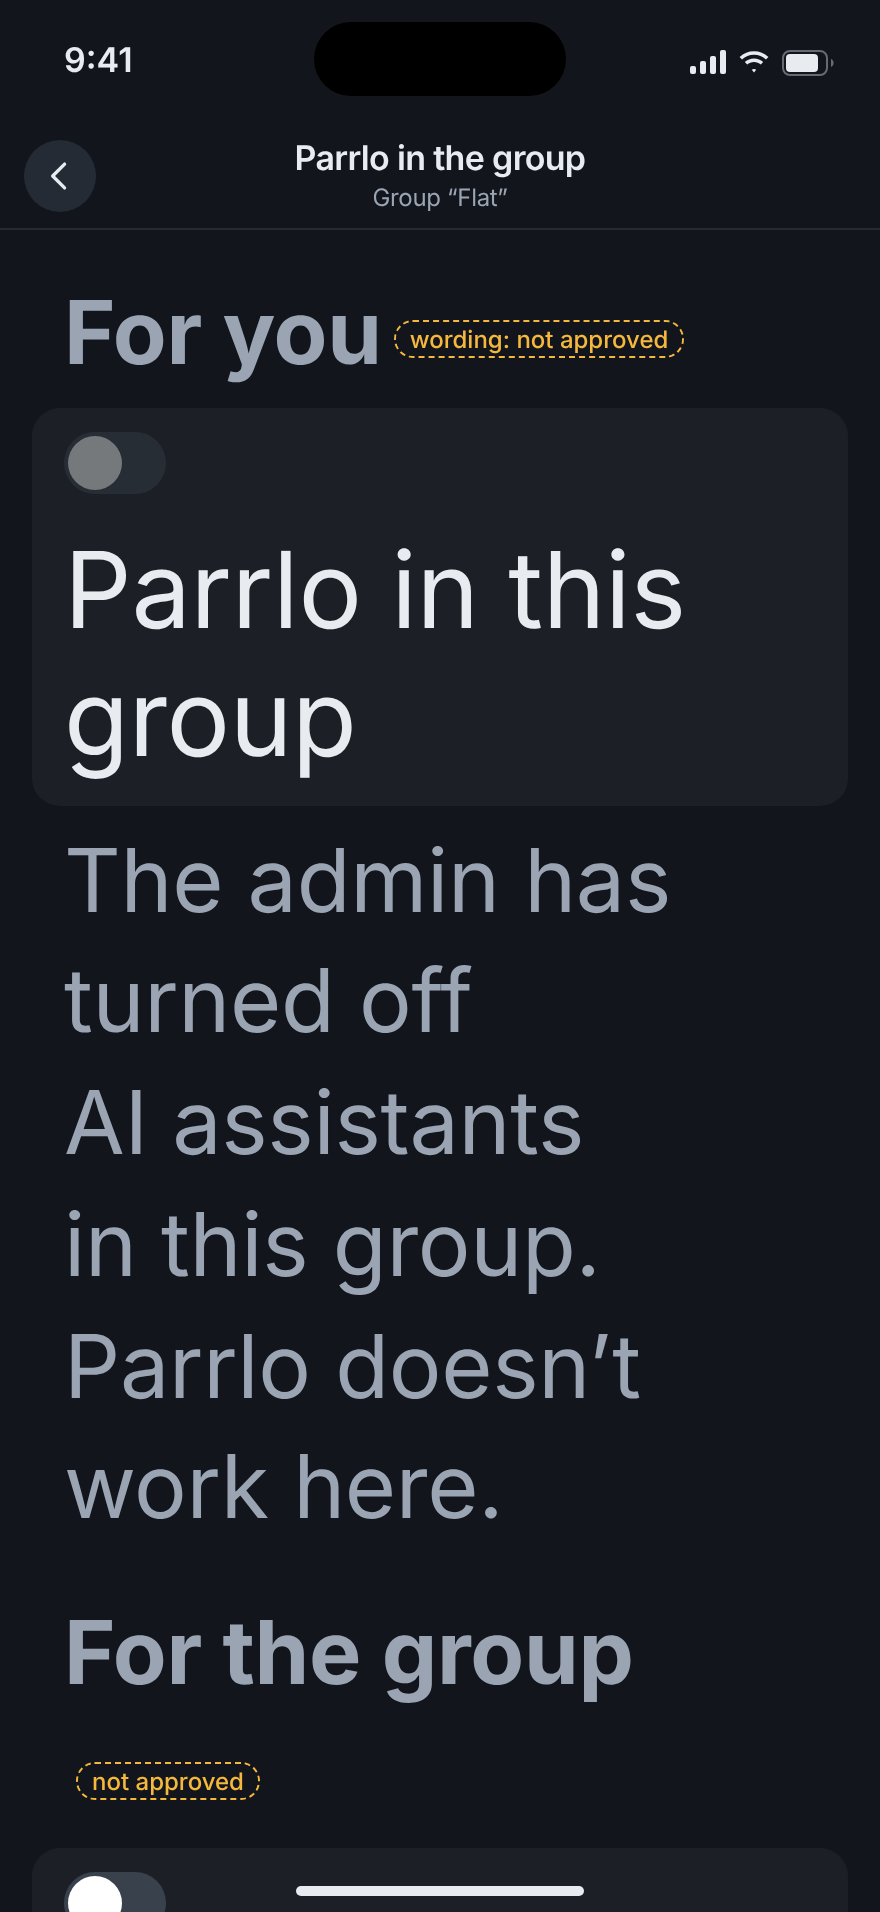 9:41
Parrlo in the group
Group “Flat”
For you wording: not approved
Parrlo in this
group
The admin has
turned off
AI assistants
in this group.
Parrlo doesn’t
work here.
For the group
not approved